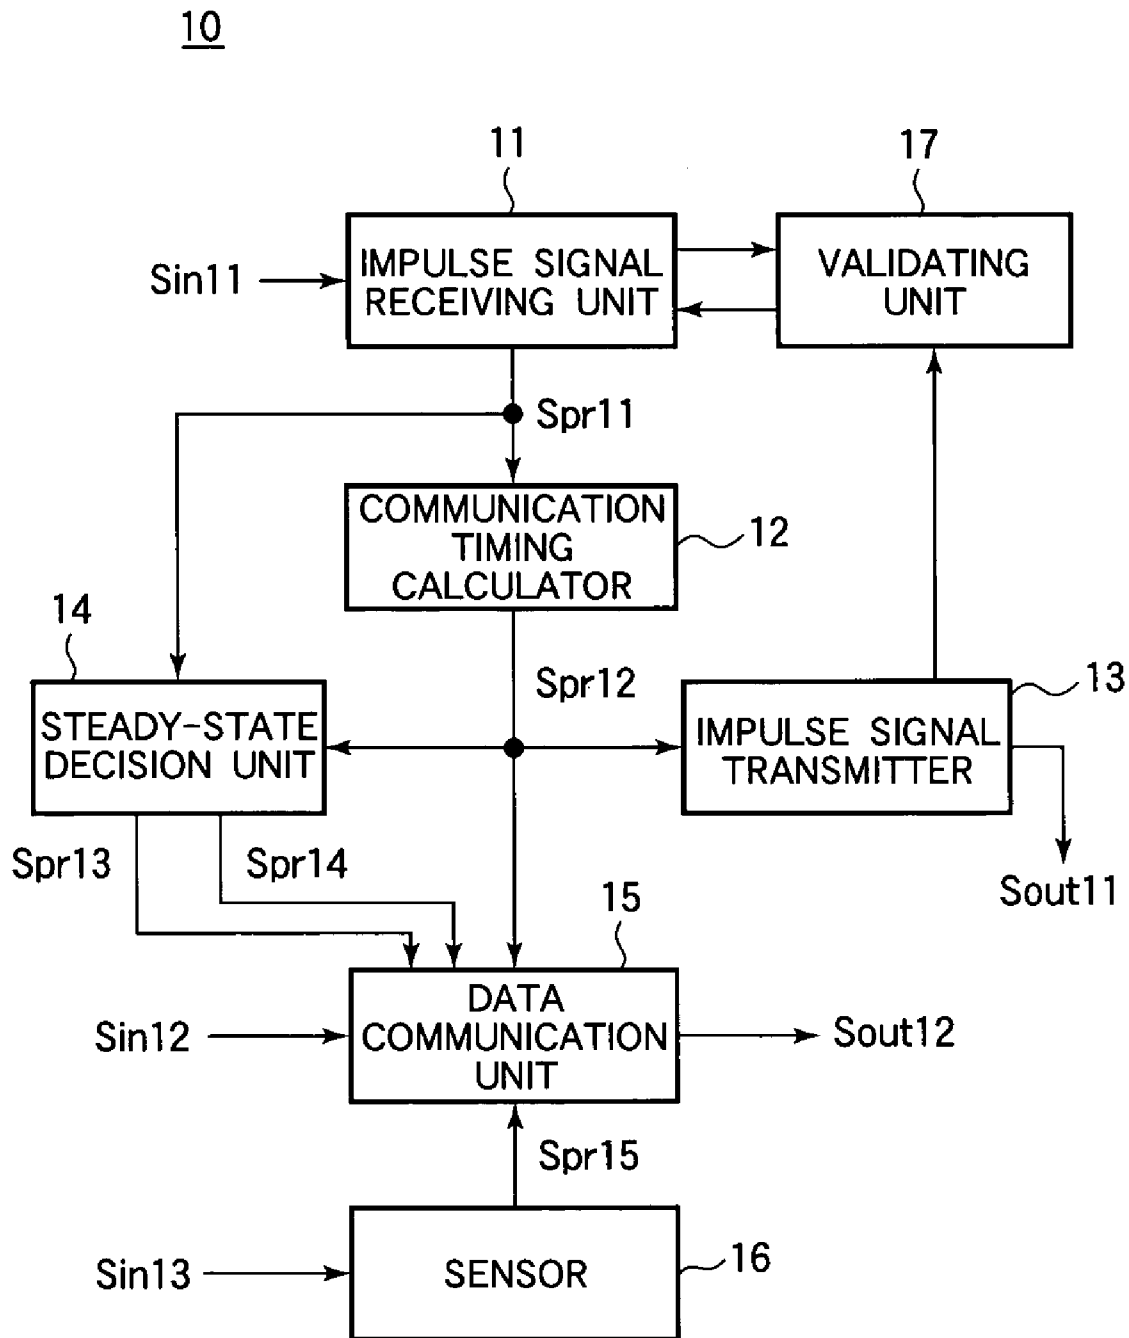 10
11
17
Sin11
IMPULSE SIGNAL
RECEIVING UNIT
VALIDATING
UNIT
Spr11
COMMUNICATION
TIMING
CALCULATOR
12
14
Spr12
13
STEADY-STATE
DECISION UNIT
IMPULSE SIGNAL
TRANSMITTER
Spr13
Spr14
Sout11
15
Sin12
DATA
COMMUNICATION
UNIT
Sout12
Spr15
Sin13
SENSOR
16